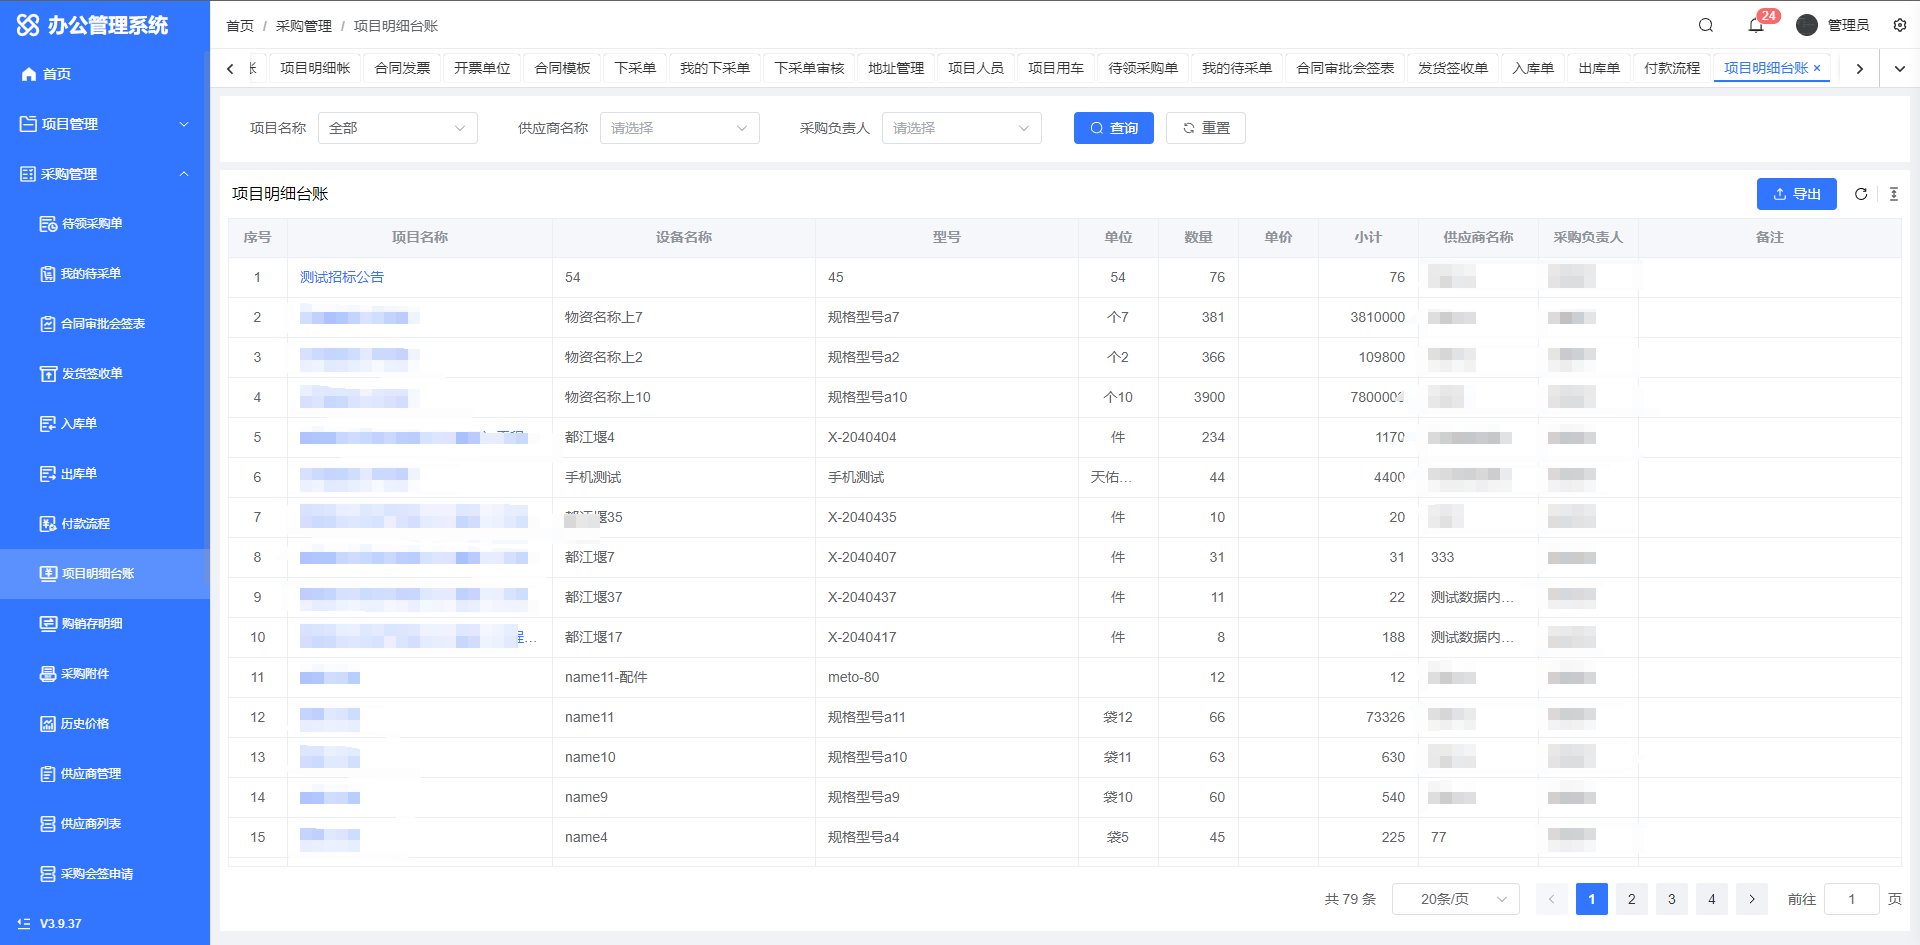 办公管理系统
首页
项目管理
采购管理
待领采购单
我的待采单
合同审批会签表
发货签收单
入库单
出库单
付款流程
项目明细台账
购销存明细
采购附件
历史价格
供应商管理
供应商列表
采购会签申请
V3.9.37
首页 / 采购管理 / 项目明细台账
24 管理员
项目明细帐 合同发票 开票单位 合同模板 下采单 我的下采单 下采单审核 地址管理 项目人员 项目用车 待领采购单 我的待采单 合同审批会签表 发货签收单 入库单 出库单 付款流程 项目明细台账 ×
项目名称 全部 供应商名称 请选择 采购负责人 请选择 查询 重置
项目明细台账 导出
序号 项目名称 设备名称 型号 单位 数量 单价 小计 供应商名称 采购负责人 备注
1 测试招标公告 54 45 54 76 76
2 物资名称上7 规格型号a7 个7 381 3810000
3 物资名称上2 规格型号a2 个2 366 109800
4 物资名称上10 规格型号a10 个10 3900 7800000
5 都江堰4 X-2040404 件 234 1170
6 手机测试 手机测试 天佑... 44 4400
7 堰35 X-2040435 件 10 20
8 都江堰7 X-2040407 件 31 31 333
9 都江堰37 X-2040437 件 11 22 测试数据内...
10 程... 都江堰17 X-2040417 件 8 188 测试数据内...
11 name11-配件 meto-80 12 12
12 name11 规格型号a11 袋12 66 73326
13 name10 规格型号a10 袋11 63 630
14 name9 规格型号a9 袋10 60 540
15 name4 规格型号a4 袋5 45 225 77
共 79 条 20条/页 1 2 3 4 前往 1 页